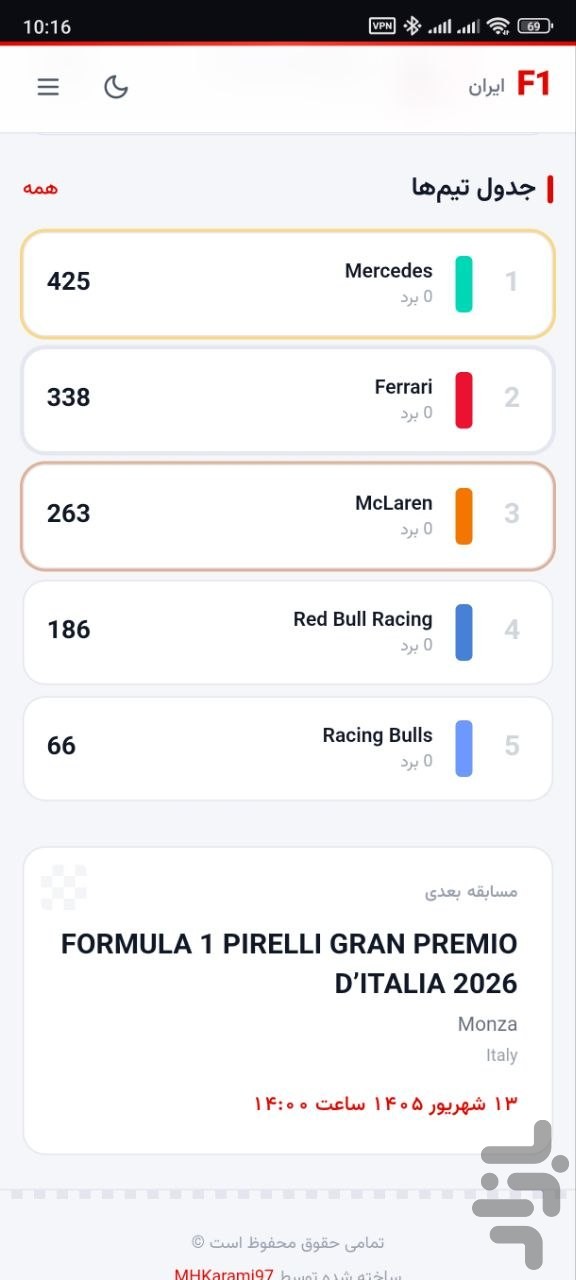 10:16
VPN
69
F1 ایران
جدول تیم‌ها
همه
1
Mercedes
0 برد
425
2
Ferrari
0 برد
338
3
McLaren
0 برد
263
4
Red Bull Racing
0 برد
186
5
Racing Bulls
0 برد
66
مسابقه بعدی
FORMULA 1 PIRELLI GRAN PREMIO
D’ITALIA 2026
Monza
Italy
۱۳ شهریور ۱۴۰۵ ساعت ۱۴:۰۰
تمامی حقوق محفوظ است ©
ساخته شده توسط MHKarami97